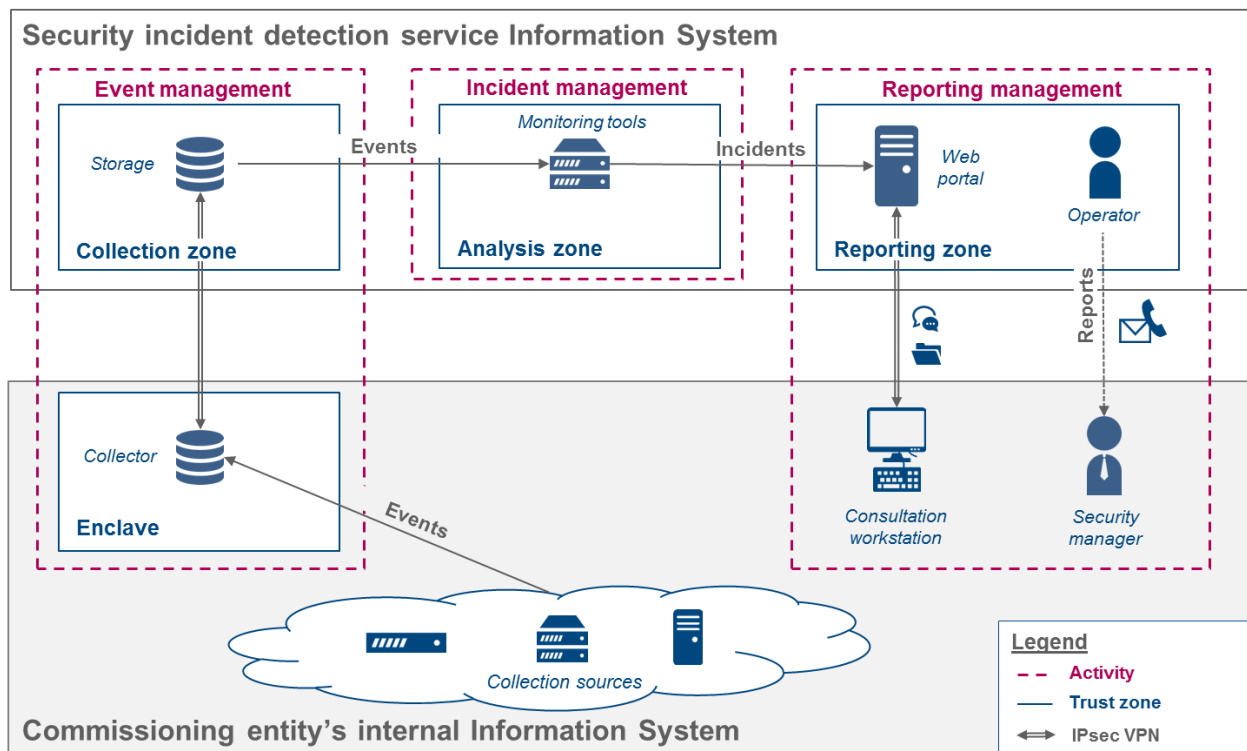 Security incident detection service Information System
Event management
Incident management
Reporting management
Monitoring tools
Storage
Events
Incidents
Web
portal
Operator
Collection zone
Analysis zone
Reporting zone
Reports
Collector
Enclave
Events
Consultation
workstation
Security
manager
Collection sources
Legend
Activity
Trust zone
IPsec VPN
Commissioning entity's internal Information System